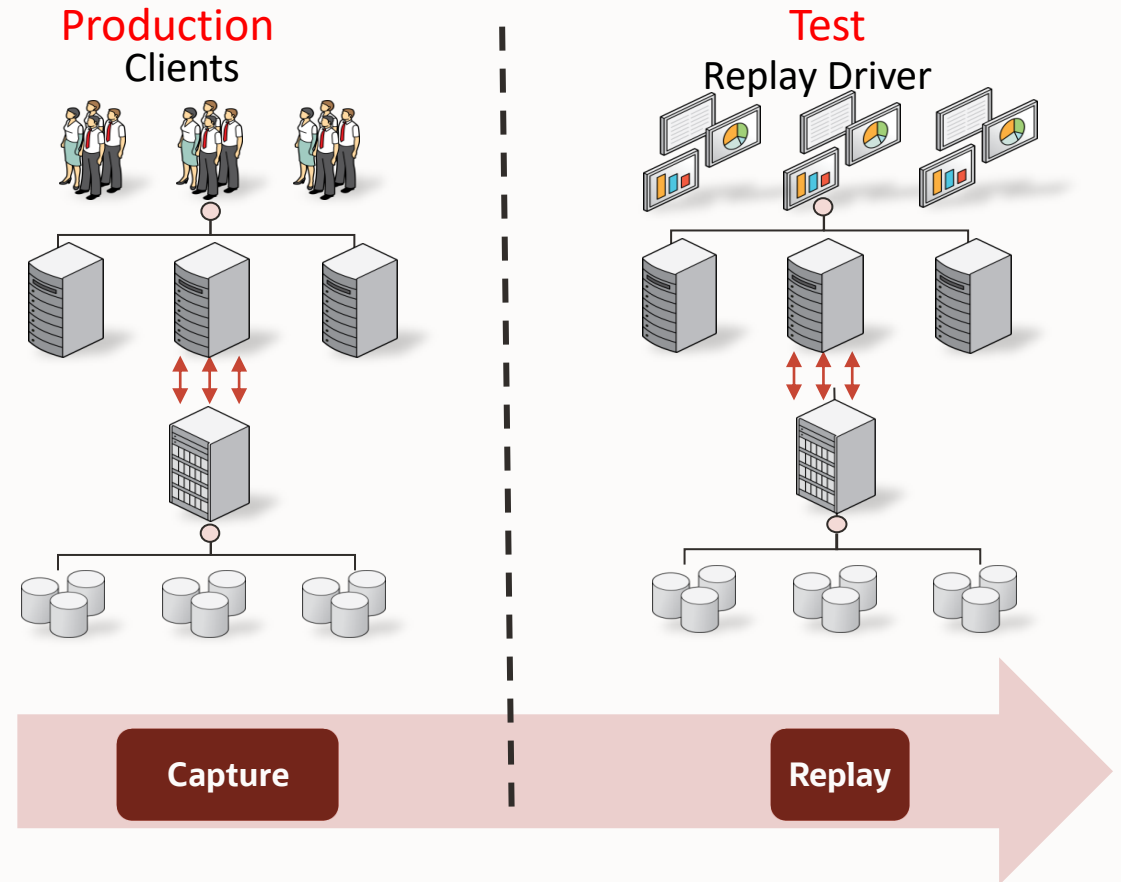 Production
Clients
Test
Replay Driver
Capture
Replay